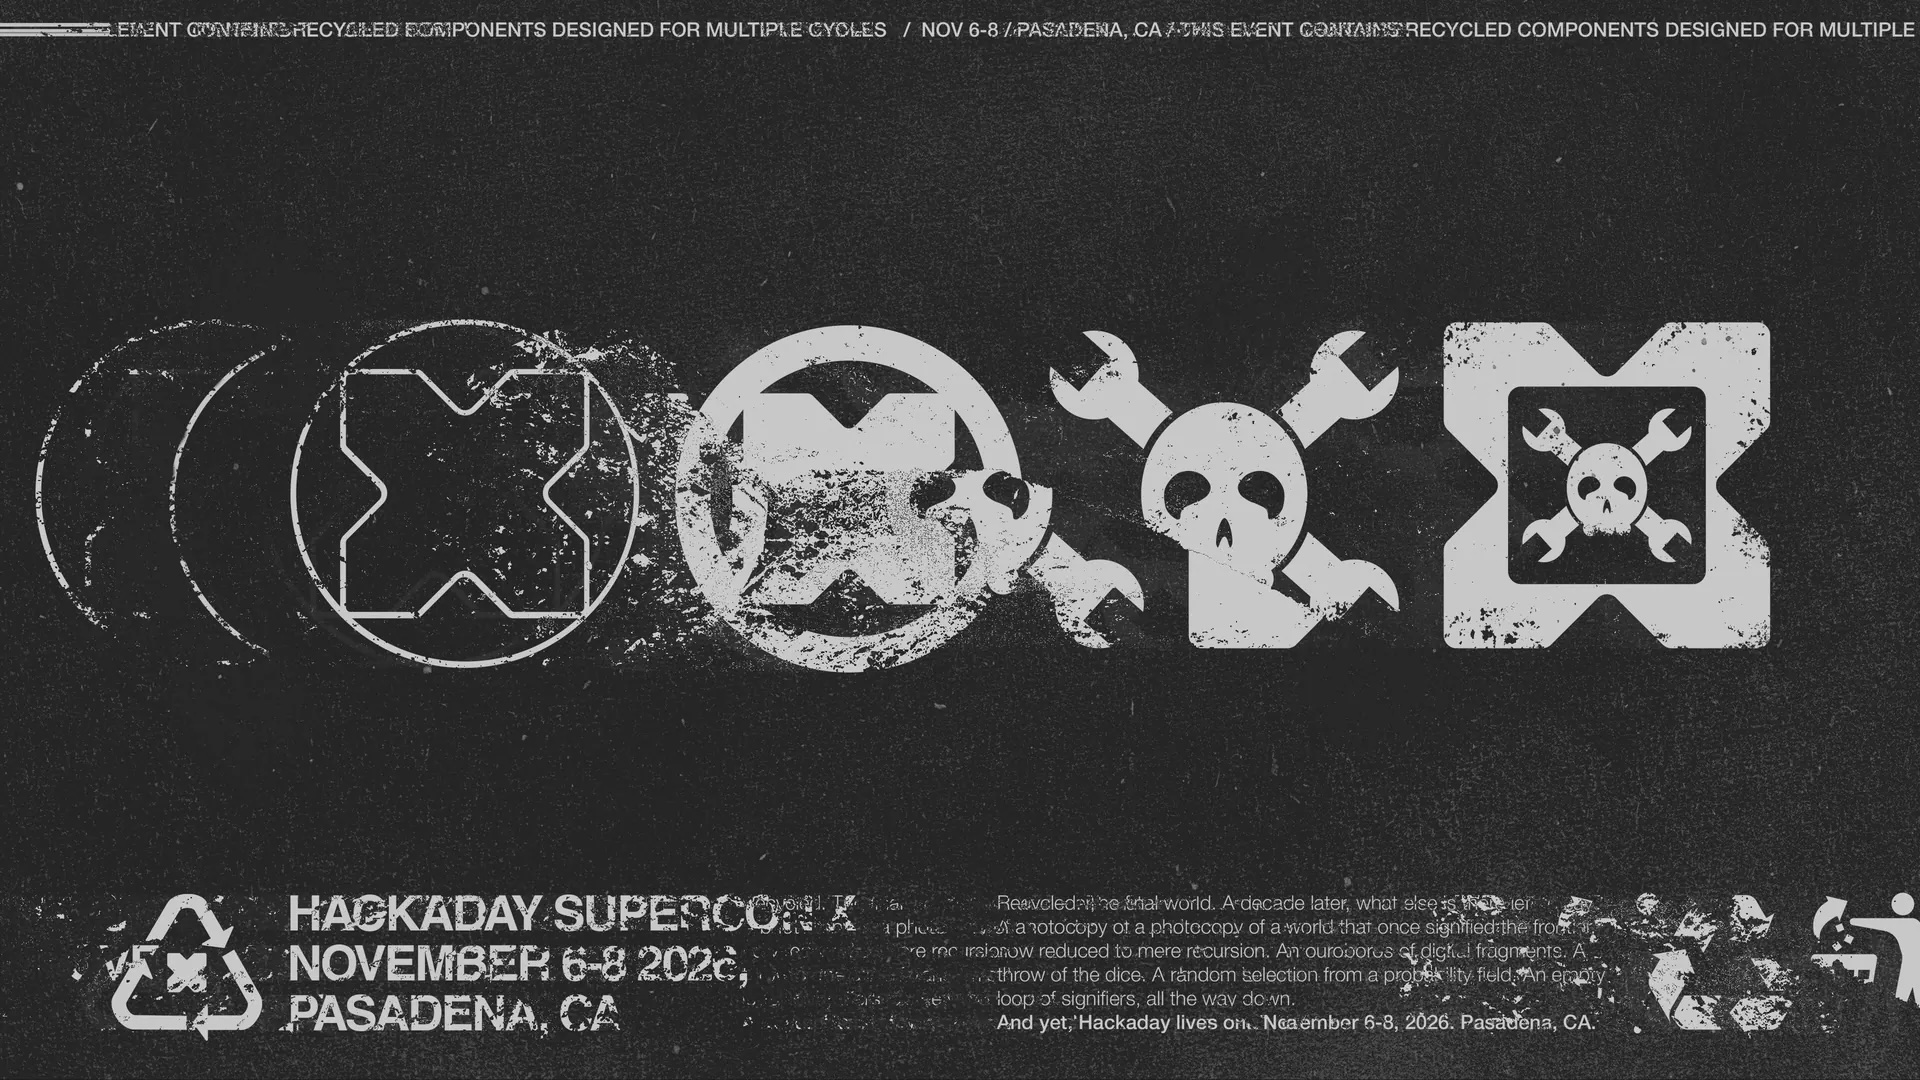 EVENT CONTAINS RECYCLED COMPONENTS DESIGNED FOR MULTIPLE CYCLES / NOV 6-8 / PASADENA, CA / THIS EVENT CONTAINS RECYCLED COMPONENTS DESIGNED FOR MULTIPLE
HACKADAY SUPERCON X
NOVEMBER 6-8 2026,
PASADENA, CA
Recycled: The final world. A decade later, what else is there
A photocopy of a photocopy of a world that once signified the frontier
now reduced to mere recursion. An ouroboros of digital fragments. A
throw of the dice. A random selection from a probability field. An empty
loop of signifiers, all the way down.
And yet, Hackaday lives on. November 6-8, 2026. Pasadena, CA.